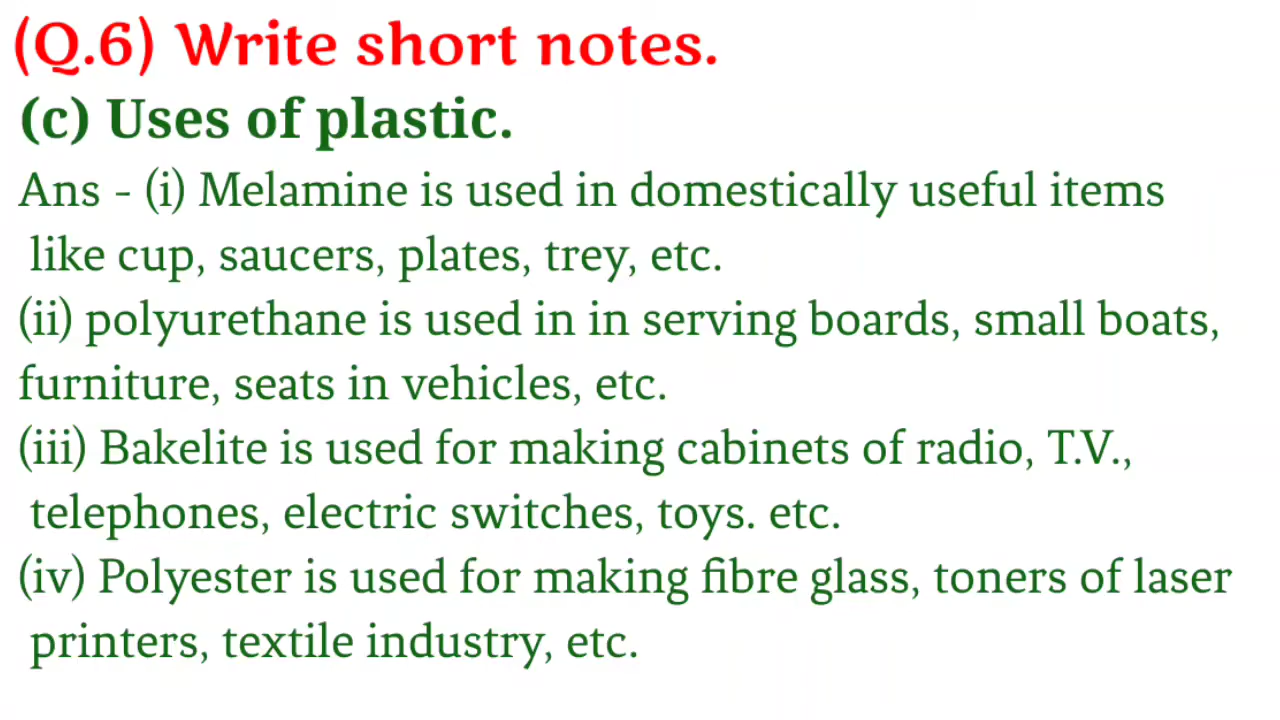 (Q.6) Write short notes.
(c) Uses of plastic.
Ans - (i) Melamine is used in domestically useful items
like cup, saucers, plates, trey, etc.
(ii) polyurethane is used in in serving boards, small boats,
furniture, seats in vehicles, etc.
(iii) Bakelite is used for making cabinets of radio, T.V.,
telephones, electric switches, toys. etc.
(iv) Polyester is used for making fibre glass, toners of laser
printers, textile industry, etc.